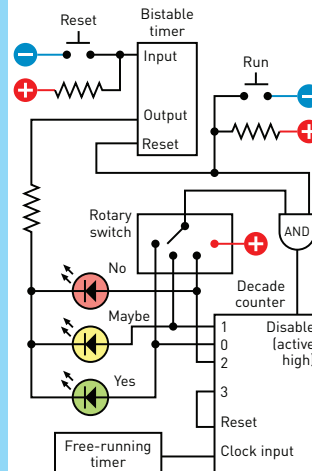 Reset
Bistable
timer
Input
Run
Output
Reset
Rotary
switch
AND
No
Decade
counter
Maybe
1
Disable
0
(active
high)
2
Yes
3
Reset
Free-running
timer
Clock input